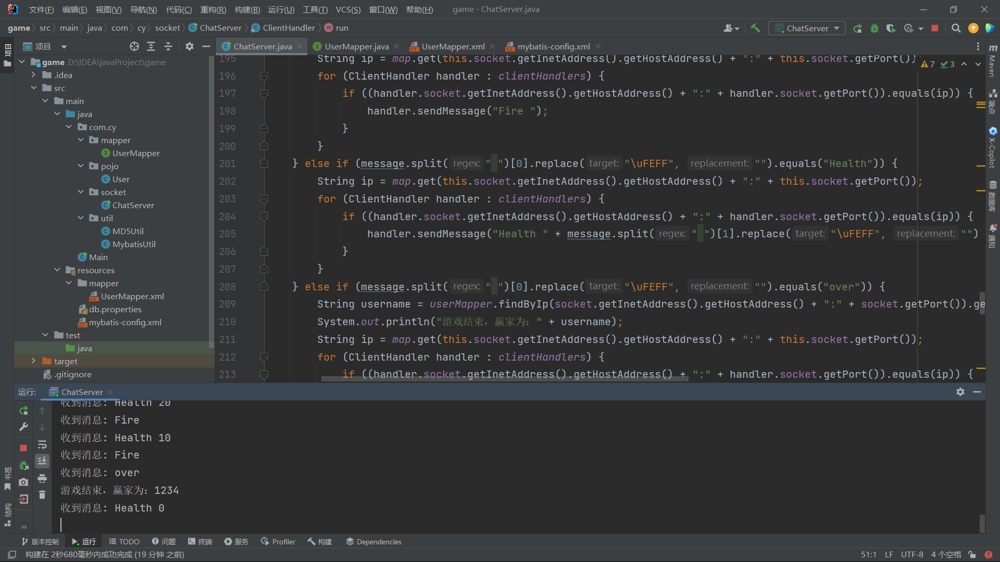 文件(F) 编辑(E) 视图(V) 导航(N) 代码(C) 重构(R) 构建(B) 运行(U) 工具(T) VCS(S) 窗口(W) 帮助(H) game - ChatServer.java
game src main java com cy socket ChatServer ClientHandler run
ChatServer
项目
项目
ChatServer.java UserMapper.java UserMapper.xml mybatis-config.xml
game D:\IDEA\javaProject\game
.idea
src
main
java
com.cy
mapper
UserMapper
pojo
User
socket
ChatServer
util
MD5Util
MybatisUtil
Main
resources
mapper
UserMapper.xml
db.properties
mybatis-config.xml
test
java
target
.gitignore
7 3
195 String ip = map.get(this.socket.getInetAddress().getHostAddress() + ":" + this.socket.getPort());
196 for (ClientHandler handler : clientHandlers) {
197 if ((handler.socket.getInetAddress().getHostAddress() + ":" + handler.socket.getPort()).equals(ip)) {
198 handler.sendMessage("Fire ");
199 }
200 }
201 } else if (message.split( regex: " ")[0].replace( target: "\uFEFF", replacement: "").equals("Health")) {
202 String ip = map.get(this.socket.getInetAddress().getHostAddress() + ":" + this.socket.getPort());
203 for (ClientHandler handler : clientHandlers) {
204 if ((handler.socket.getInetAddress().getHostAddress() + ":" + handler.socket.getPort()).equals(ip)) {
205 handler.sendMessage("Health " + message.split( regex: " ")[1].replace( target: "\uFEFF", replacement: "")
206 }
207 }
208 } else if (message.split( regex: " ")[0].replace( target: "\uFEFF", replacement: "").equals("over")) {
209 String username = userMapper.findByIp(socket.getInetAddress().getHostAddress() + ":" + socket.getPort()).ge
210 System.out.println("游戏结束，赢家为：" + username);
211 String ip = map.get(this.socket.getInetAddress().getHostAddress() + ":" + this.socket.getPort());
212 for (ClientHandler handler : clientHandlers) {
213 if ((handler.socket.getInetAddress().getHostAddress() + ":" + handler.socket.getPort()).equals(ip)) {
Maven
端点
X-Copilot
数据库
通知
运行: ChatServer
收到消息: Health 20
收到消息: Fire
收到消息: Health 10
收到消息: Fire
收到消息: over
游戏结束，赢家为：1234
收到消息: Health 0
书签
结构
版本控制 运行 TODO 问题 终端 服务 Profiler 构建 Dependencies
构建在 2秒680毫秒内成功完成 (19 分钟 之前) 51:1 LF UTF-8 4 个空格